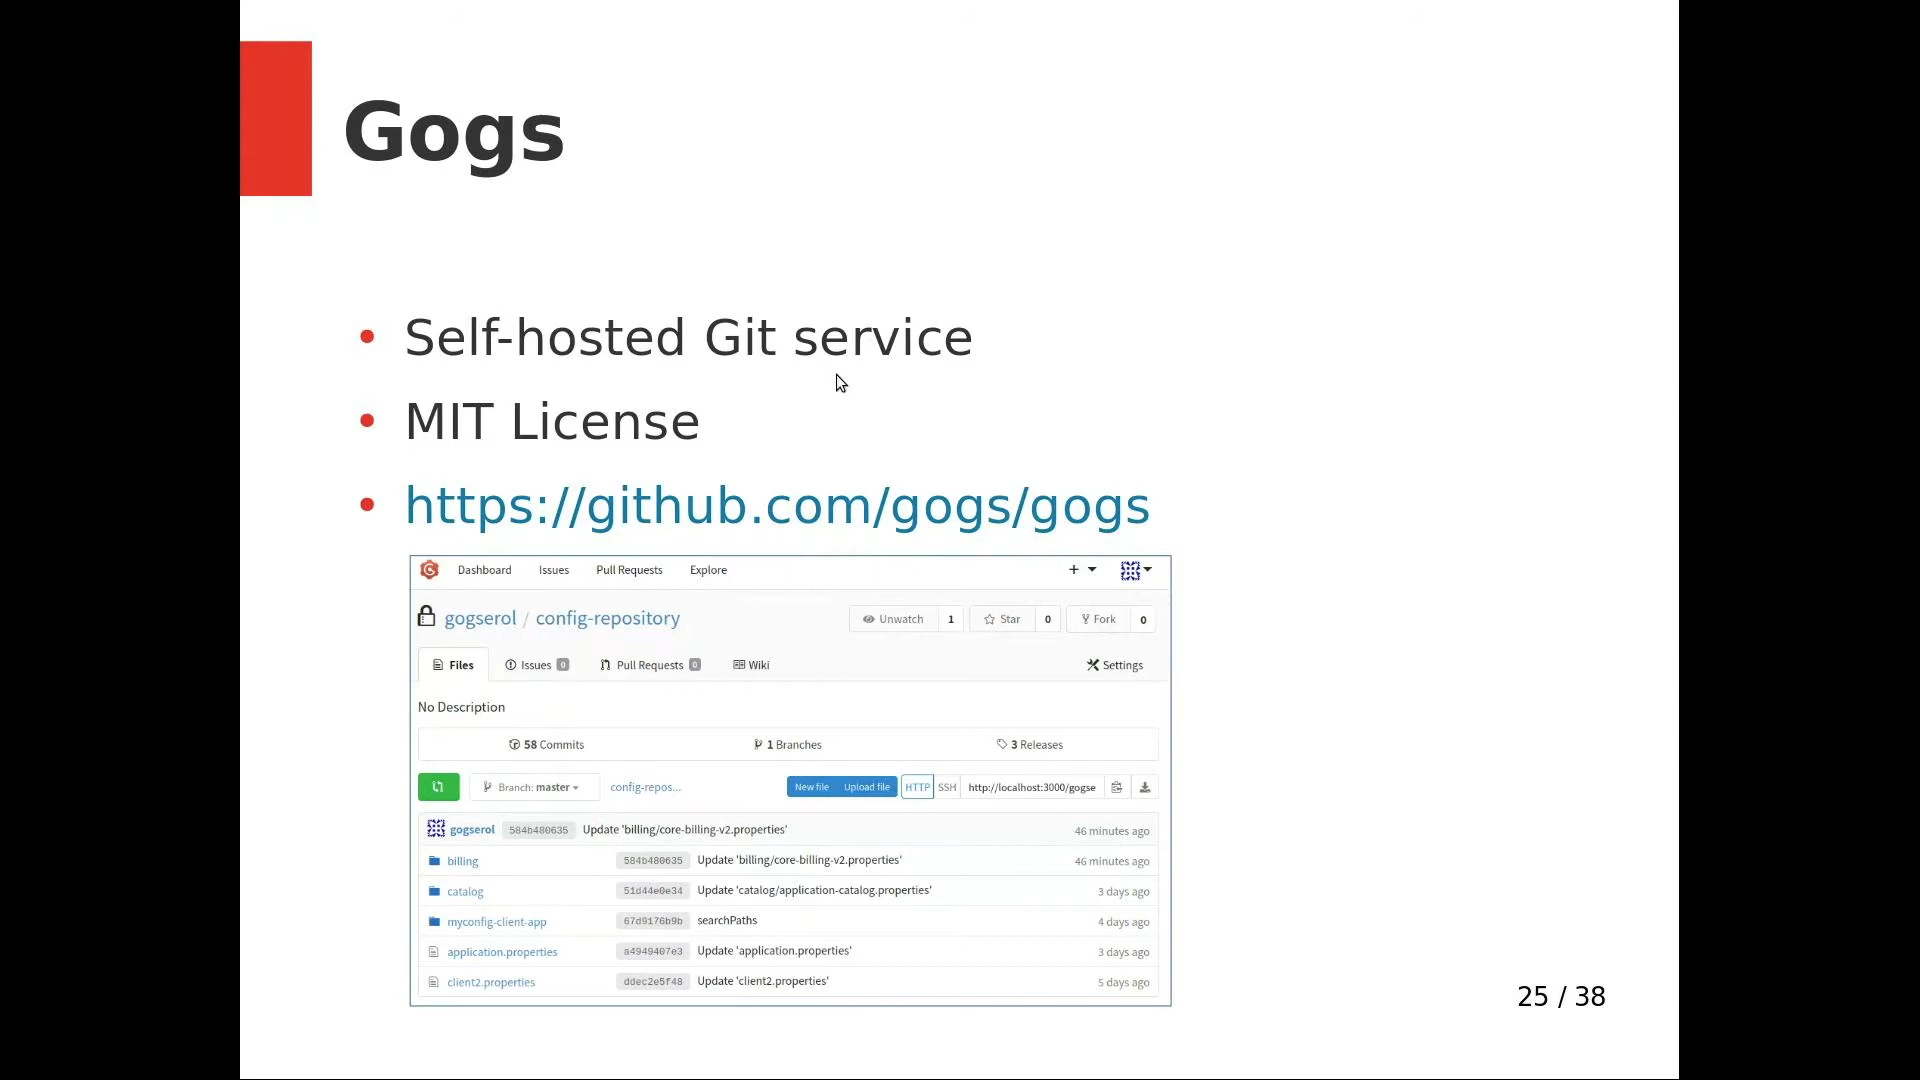 Gogs
• Self-hosted Git service
• MIT License
• https://github.com/gogs/gogs
Dashboard Issues Pull Requests Explore +
gogserol / config-repository Unwatch 1 Star 0 Fork 0
Files Issues 0 Pull Requests 0 Wiki Settings
No Description
58 Commits 1 Branches 3 Releases
Branch: master config-repos... New file Upload file HTTP SSH http://localhost:3000/gogse
gogserol 584b480635 Update 'billing/core-billing-v2.properties' 46 minutes ago
billing 584b480635 Update 'billing/core-billing-v2.properties' 46 minutes ago
catalog 51d44e0e34 Update 'catalog/application-catalog.properties' 3 days ago
myconfig-client-app 67d9176b9b searchPaths 4 days ago
application.properties a4949407e3 Update 'application.properties' 3 days ago
client2.properties ddec2e5f48 Update 'client2.properties' 5 days ago
25 / 38